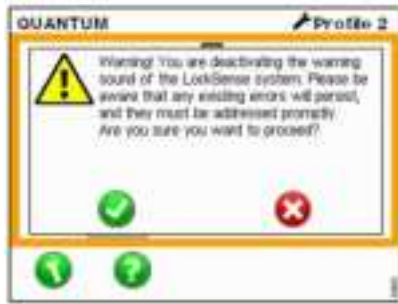 QUANTUM
Profile 2
Warning! You are deactivating the warning
sound of the LockSense system. Please be
aware that any existing errors will persist,
and they must be addressed promptly.
Are you sure you want to proceed?